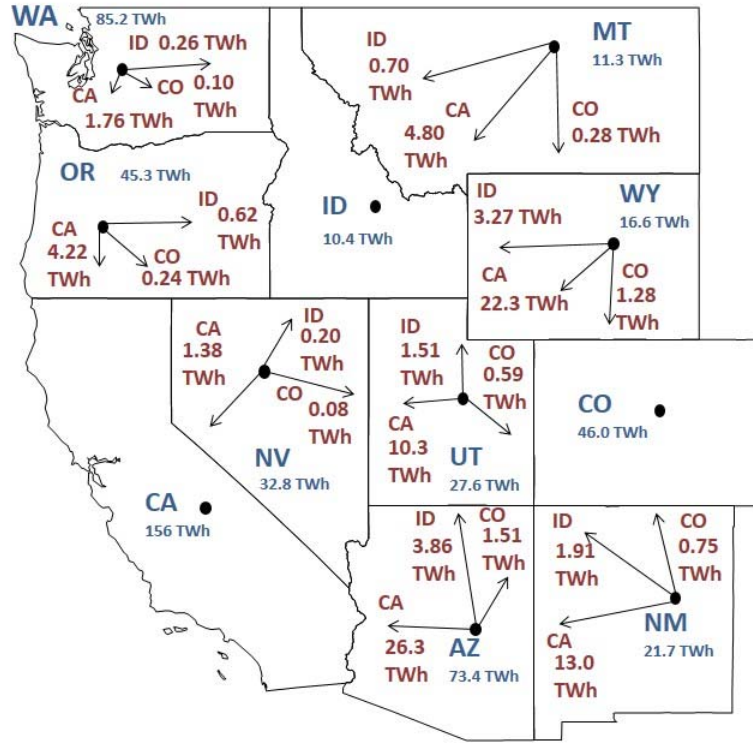 WA
85.2 TWh
ID 0.26 TWh
CO 0.10
TWh
CA
1.76 TWh
MT
11.3 TWh
ID
0.70
TWh
CA
4.80
TWh
CO
0.28 TWh
OR 45.3 TWh
ID 0.62
TWh
CA
4.22
TWh
CO
0.24 TWh
ID
10.4 TWh
WY
16.6 TWh
ID
3.27 TWh
CA
22.3 TWh
CO
1.28
TWh
CA
1.38
TWh
ID
0.20
TWh
CO 0.08
TWh
NV
32.8 TWh
ID
1.51
TWh
CO
0.59
TWh
CA
10.3
TWh
UT
27.6 TWh
CO
46.0 TWh
CA
156 TWh
ID
3.86
TWh
CO
1.51
TWh
CA
26.3
TWh
AZ
73.4 TWh
ID
1.91
TWh
CO
0.75
TWh
CA
13.0
TWh
NM
21.7 TWh